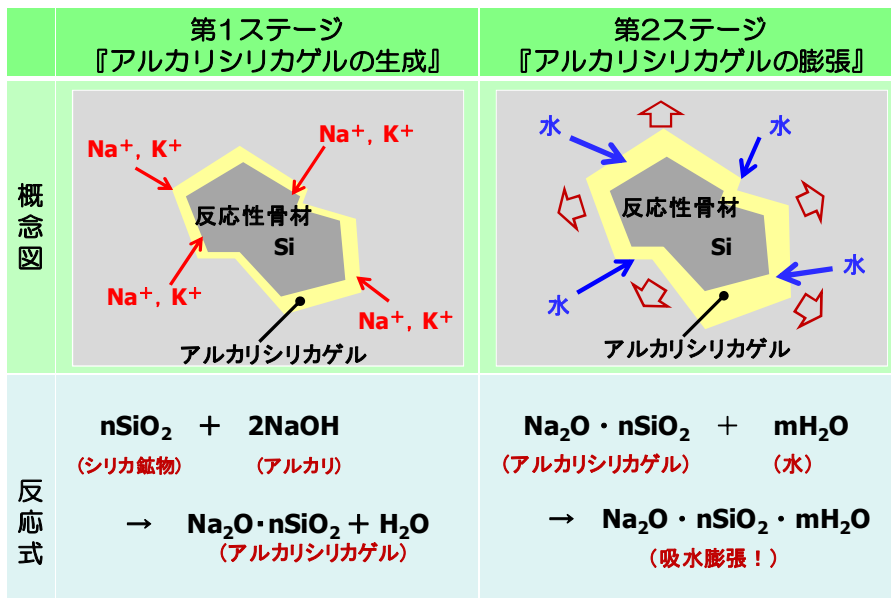 第1ステージ
『アルカリシリカゲルの生成』
第2ステージ
『アルカリシリカゲルの膨張』
概念図
Na⁺, K⁺
Na⁺, K⁺
反応性骨材
Si
Na⁺, K⁺
Na⁺, K⁺
アルカリシリカゲル
水
水
反応性骨材
Si
水
水
アルカリシリカゲル
反応式
nSiO₂ + 2NaOH
(シリカ鉱物) (アルカリ)
→ Na₂O・nSiO₂ + H₂O
(アルカリシリカゲル)
Na₂O・nSiO₂ + mH₂O
(アルカリシリカゲル) (水)
→ Na₂O・nSiO₂・mH₂O
(吸水膨張!)